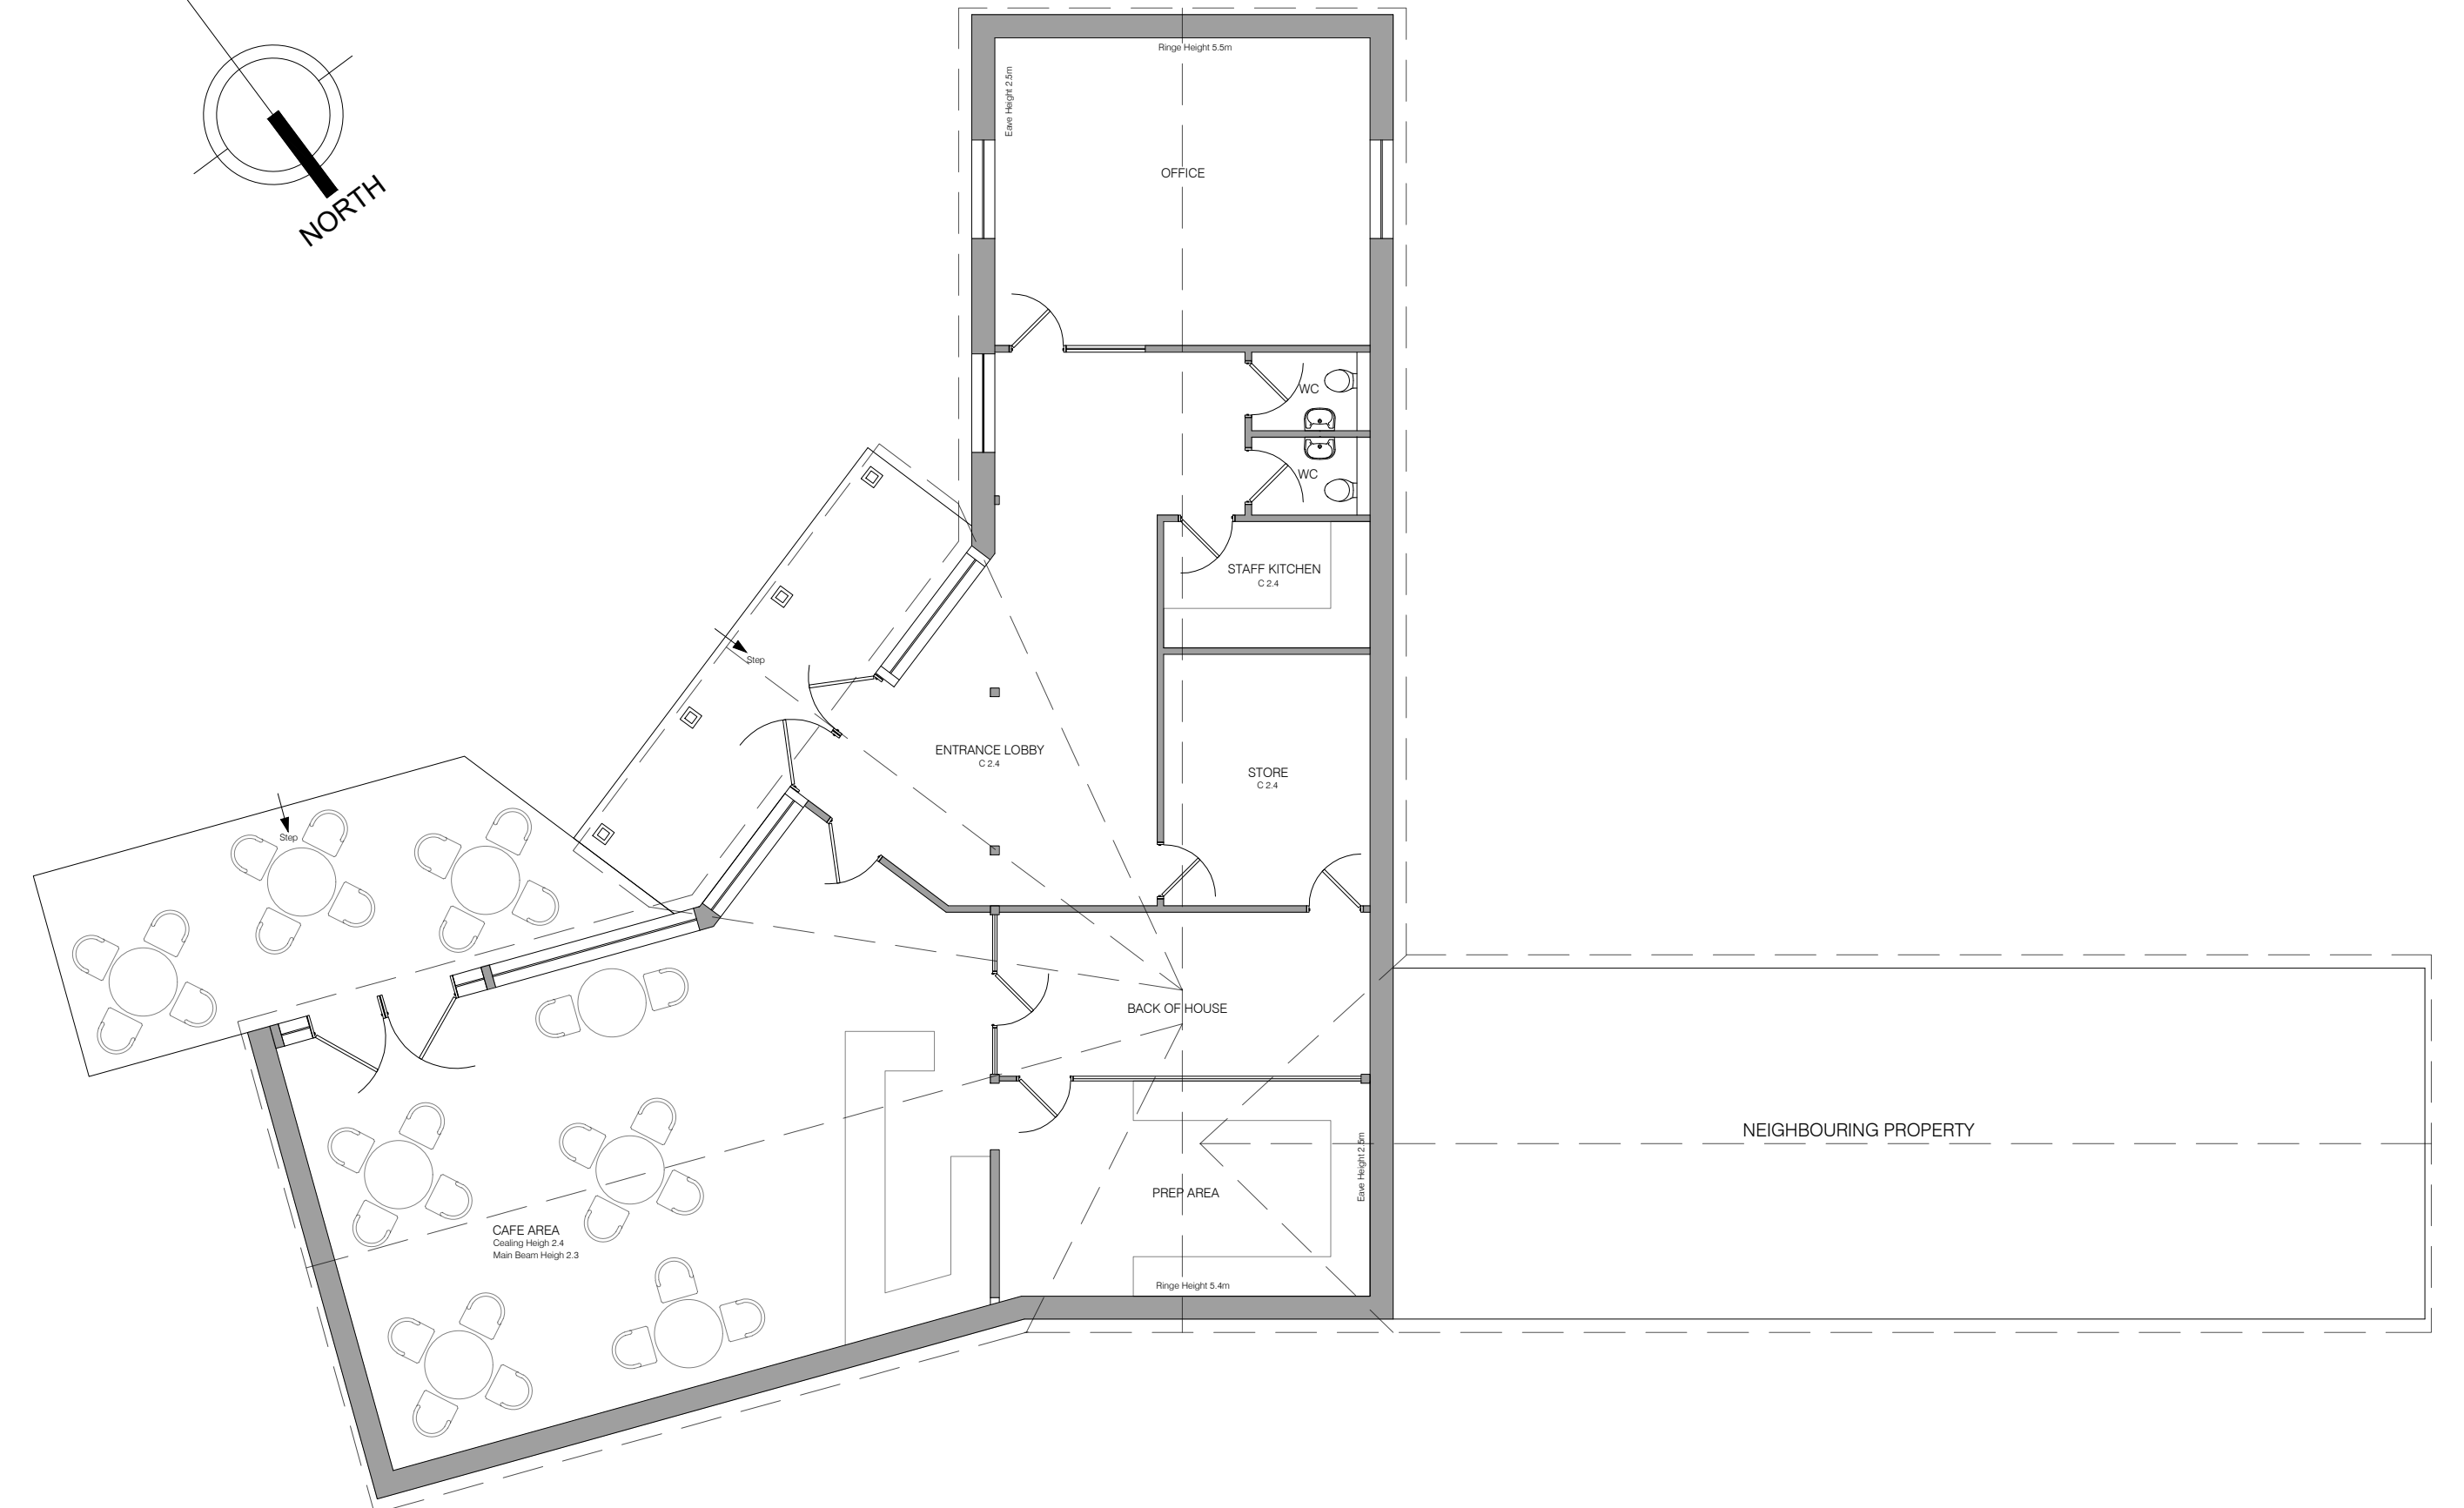 NORTH
Ringe Height 5.5m
Eave Height 2.5m
OFFICE
WC
WC
STAFF KITCHEN
C 2.4
Step
ENTRANCE LOBBY
C 2.4
STORE
C 2.4
Step
BACK OF HOUSE
NEIGHBOURING PROPERTY
Eave Height 2.5m
PREP AREA
CAFE AREA
Cealing Heigh 2.4
Main Beam Heigh 2.3
Ringe Height 5.4m